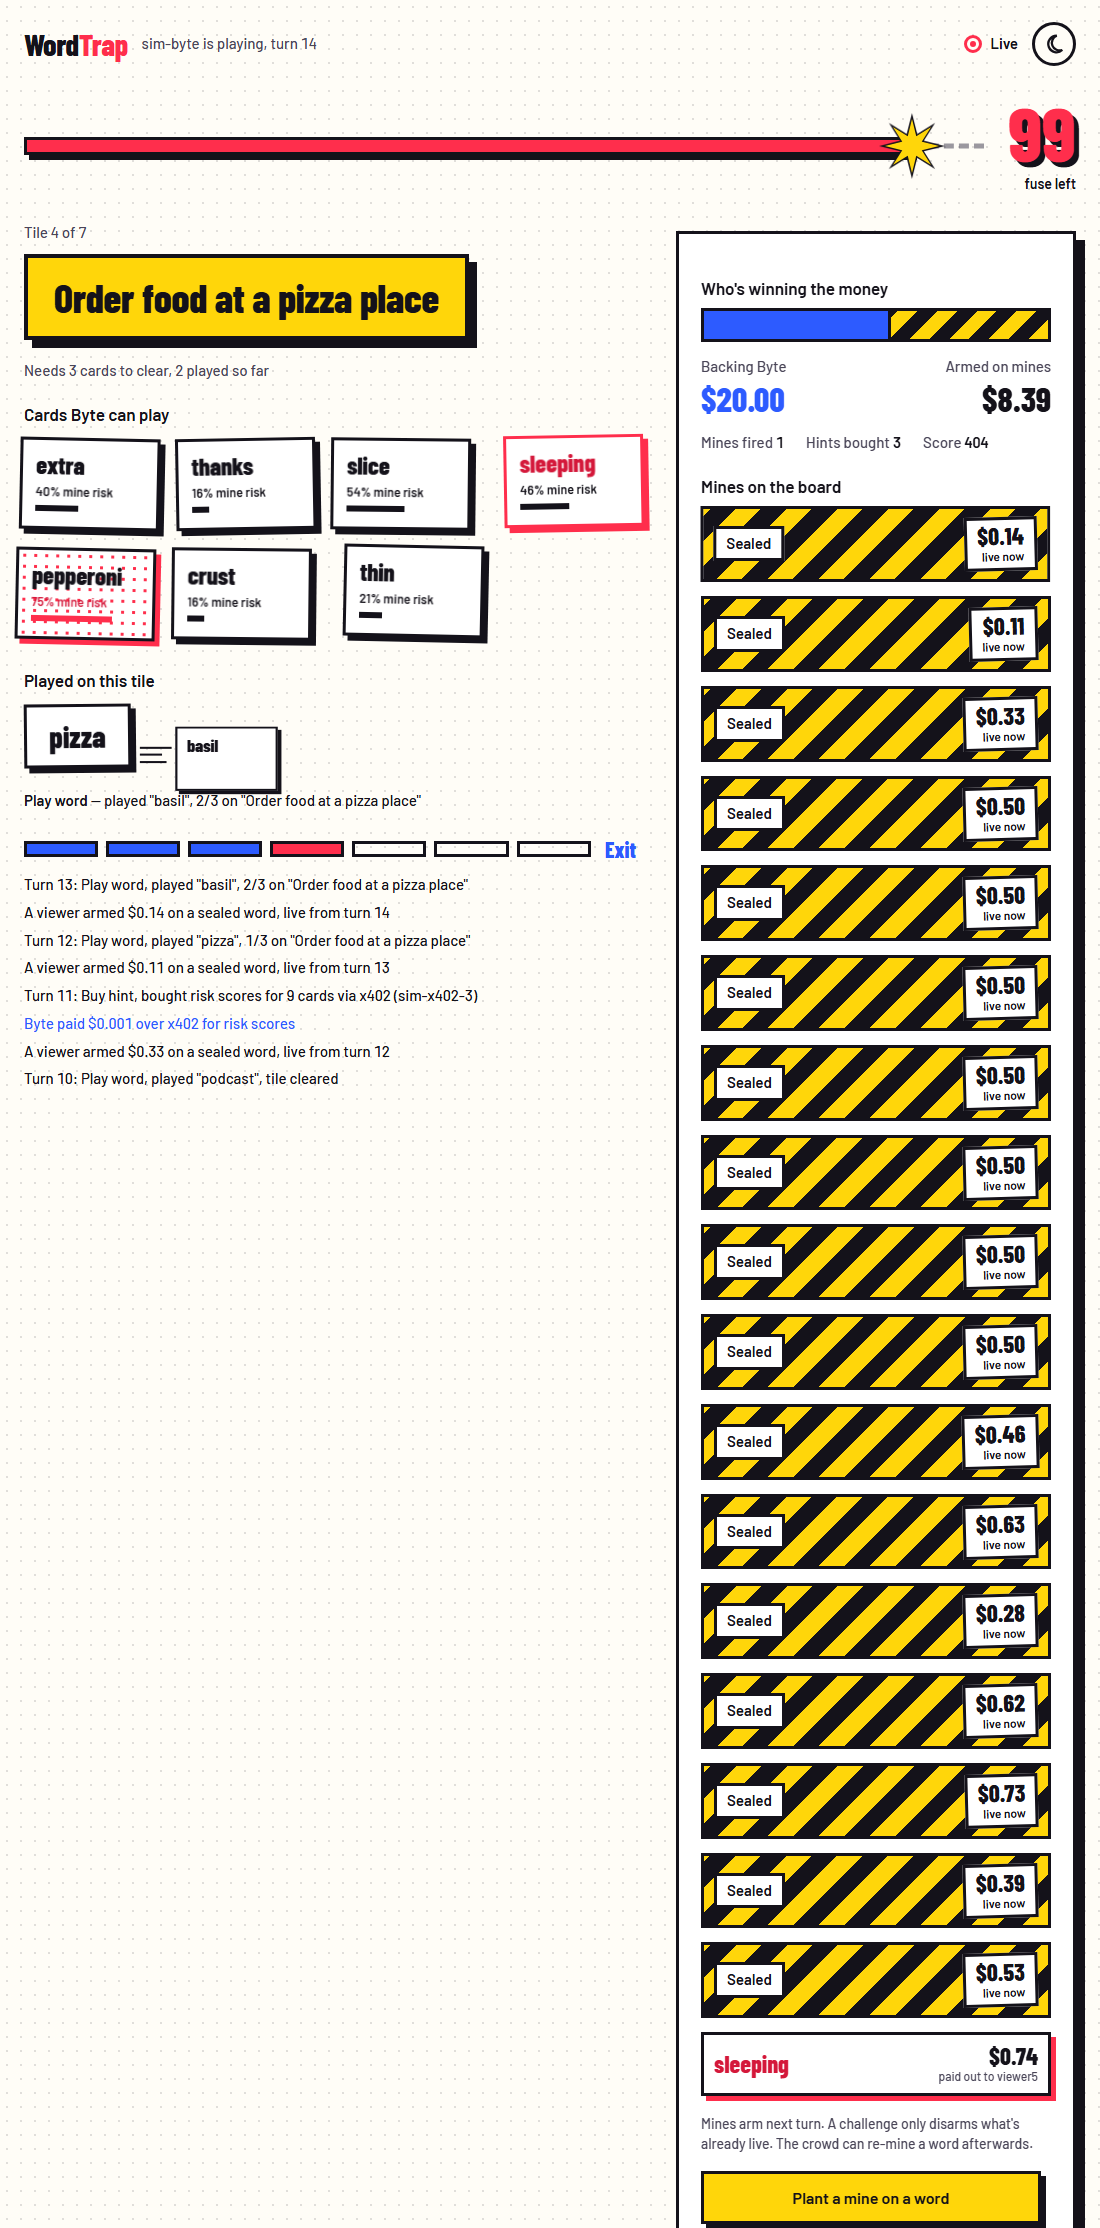 WordTrap sim-byte is playing, turn 14
Live
99
fuse left
Tile 4 of 7
Order food at a pizza place
Needs 3 cards to clear, 2 played so far
Cards Byte can play
extra
40% mine risk
thanks
16% mine risk
slice
54% mine risk
sleeping
46% mine risk
pepperoni
75% mine risk
crust
16% mine risk
thin
21% mine risk
Played on this tile
pizza
basil
Play word – played "basil", 2/3 on "Order food at a pizza place"
Exit
Turn 13: Play word, played "basil", 2/3 on "Order food at a pizza place"
A viewer armed $0.14 on a sealed word, live from turn 14
Turn 12: Play word, played "pizza", 1/3 on "Order food at a pizza place"
A viewer armed $0.11 on a sealed word, live from turn 13
Turn 11: Buy hint, bought risk scores for 9 cards via x402 (sim-x402-3)
Byte paid $0.001 over x402 for risk scores
A viewer armed $0.33 on a sealed word, live from turn 12
Turn 10: Play word, played "podcast", tile cleared
Who's winning the money
Backing Byte
$20.00
Armed on mines
$8.39
Mines fired 1 Hints bought 3 Score 404
Mines on the board
Sealed
$0.14
live now
Sealed
$0.11
live now
Sealed
$0.33
live now
Sealed
$0.50
live now
Sealed
$0.50
live now
Sealed
$0.50
live now
Sealed
$0.50
live now
Sealed
$0.50
live now
Sealed
$0.50
live now
Sealed
$0.50
live now
Sealed
$0.46
live now
Sealed
$0.63
live now
Sealed
$0.28
live now
Sealed
$0.62
live now
Sealed
$0.73
live now
Sealed
$0.39
live now
Sealed
$0.53
live now
sleeping
$0.74
paid out to viewer5
Mines arm next turn. A challenge only disarms what's
already live. The crowd can re-mine a word afterwards.
Plant a mine on a word